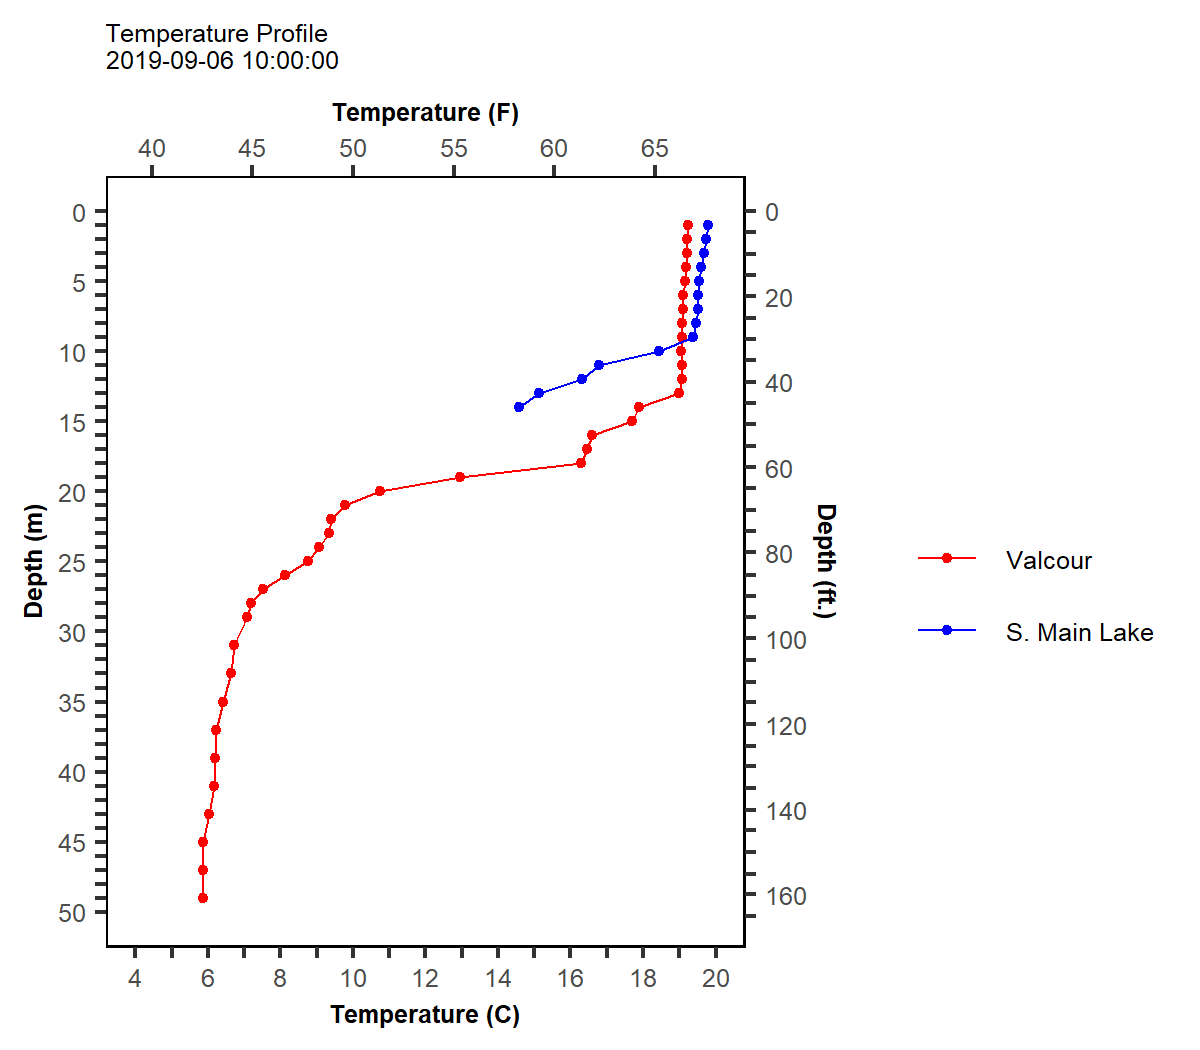 Temperature Profile
2019-09-06 10:00:00
Temperature (F)
40 45 50 55 60 65
0
5
10
15
20
25
30
35
40
45
50
Depth (m)
0
20
40
60
80
100
120
140
160
Depth (ft.)
Valcour
S. Main Lake
4 6 8 10 12 14 16 18 20
Temperature (C)